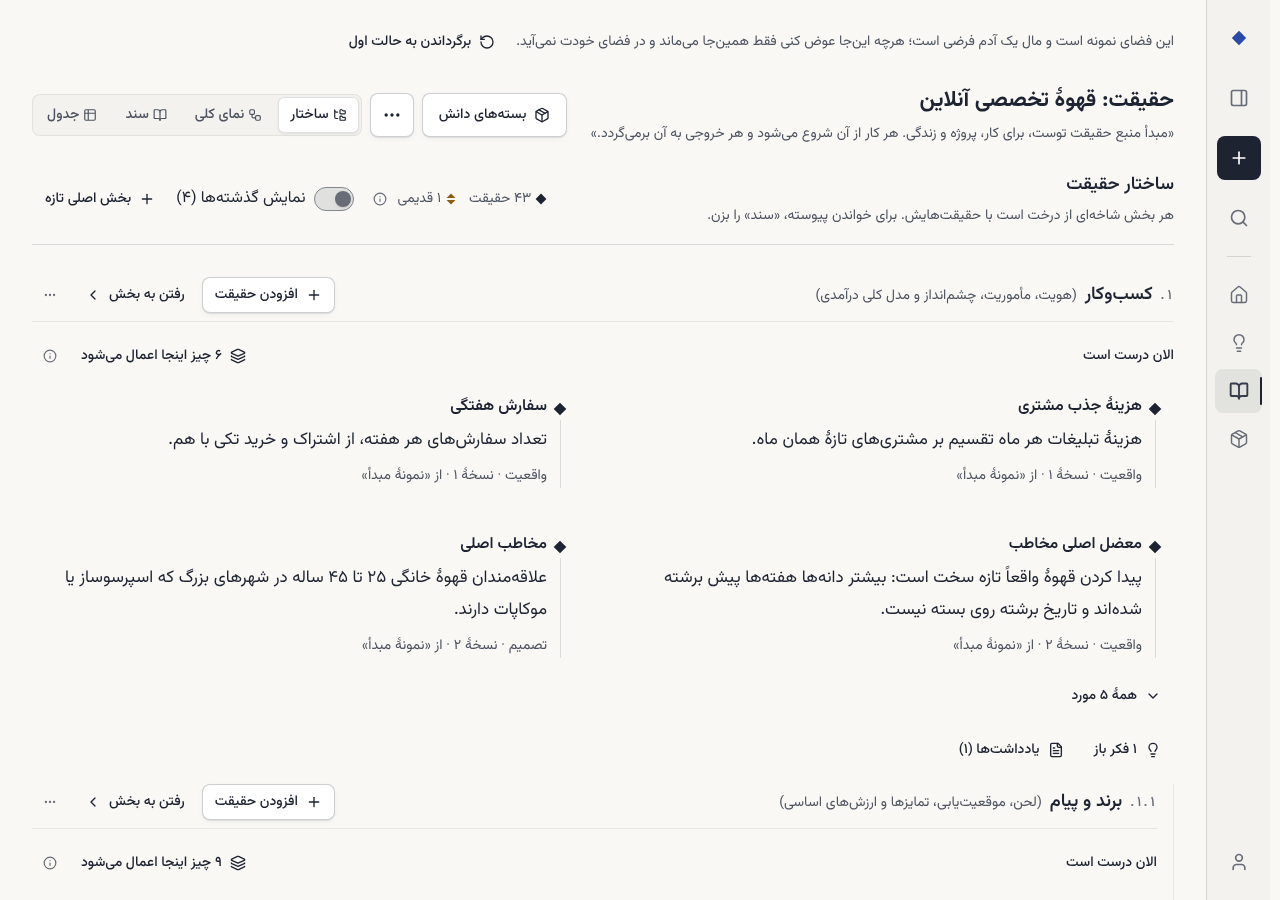 این فضای نمونه است و مال یک آدم فرضی است؛ هرچه این‌جا عوض کنی فقط همین‌جا می‌ماند و در فضای خودت نمی‌آید.
برگرداندن به حالت اول
حقیقت: قهوهٔ تخصصی آنلاین
«مبدأ منبع حقیقت توست، برای کار، پروژه و زندگی. هر کار از آن شروع می‌شود و هر خروجی به آن برمی‌گردد.»
بسته‌های دانش
ساختار
نمای کلی
سند
جدول
ساختار حقیقت
هر بخش شاخه‌ای از درخت است با حقیقت‌هایش. برای خواندن پیوسته، «سند» را بزن.
۴۳ حقیقت
۱ قدیمی
نمایش گذشته‌ها (۴)
بخش اصلی تازه
۱. کسب‌وکار (هویت، مأموریت، چشم‌انداز و مدل کلی درآمدی)
افزودن حقیقت
رفتن به بخش
الان درست است
۶ چیز اینجا اعمال می‌شود
هزینهٔ جذب مشتری
هزینهٔ تبلیغات هر ماه تقسیم بر مشتری‌های تازهٔ همان ماه.
واقعیت · نسخهٔ ۱ · از «نمونهٔ مبدأ»
سفارش هفتگی
تعداد سفارش‌های هر هفته، از اشتراک و خرید تکی با هم.
واقعیت · نسخهٔ ۱ · از «نمونهٔ مبدأ»
معضل اصلی مخاطب
پیدا کردن قهوهٔ واقعاً تازه سخت است: بیشتر دانه‌ها هفته‌ها پیش برشته
شده‌اند و تاریخ برشته روی بسته نیست.
واقعیت · نسخهٔ ۲ · از «نمونهٔ مبدأ»
مخاطب اصلی
علاقه‌مندان قهوهٔ خانگی ۲۵ تا ۴۵ ساله در شهرهای بزرگ که اسپرسوساز یا
موکاپات دارند.
تصمیم · نسخهٔ ۲ · از «نمونهٔ مبدأ»
همهٔ ۵ مورد
۱ فکر باز
یادداشت‌ها (۱)
۱.۱. برند و پیام (لحن، موقعیت‌یابی، تمایزها و ارزش‌های اساسی)
افزودن حقیقت
رفتن به بخش
الان درست است
۹ چیز اینجا اعمال می‌شود